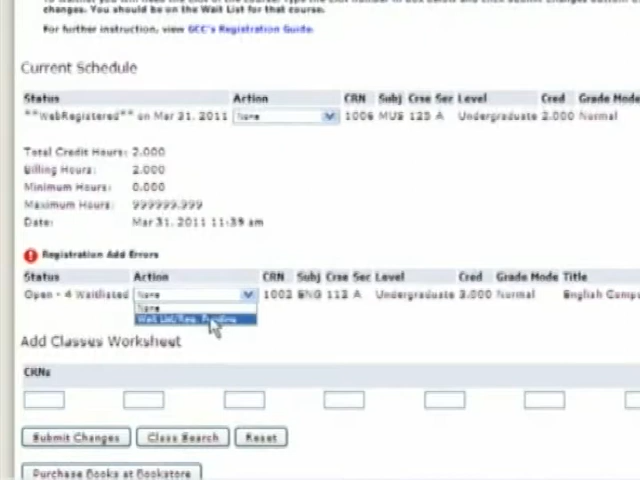 changes. You should be on the Wait List for that course.
For further instruction, view GCC's Registration Guide.
Current Schedule
Status Action CRN Subj Crse Sec Level Cred Grade Mode
**WebRegistered** on Mar 31, 2011 None 1006 MUS 125 A Undergraduate 2.000 Normal
Total Credit Hours: 2.000
Billing Hours: 2.000
Minimum Hours: 0.000
Maximum Hours: 999999.999
Date: Mar 31, 2011 11:39 am
Registration Add Errors
Status Action CRN Subj Crse Sec Level Cred Grade Mode Title
Open - 4 Waitlisted None 1002 ENG 112 A Undergraduate 3.000 Normal English Comp
None
Wait List/Reg. Pending
Add Classes Worksheet
CRNs
Submit Changes Class Search Reset
Purchase Books at Bookstore